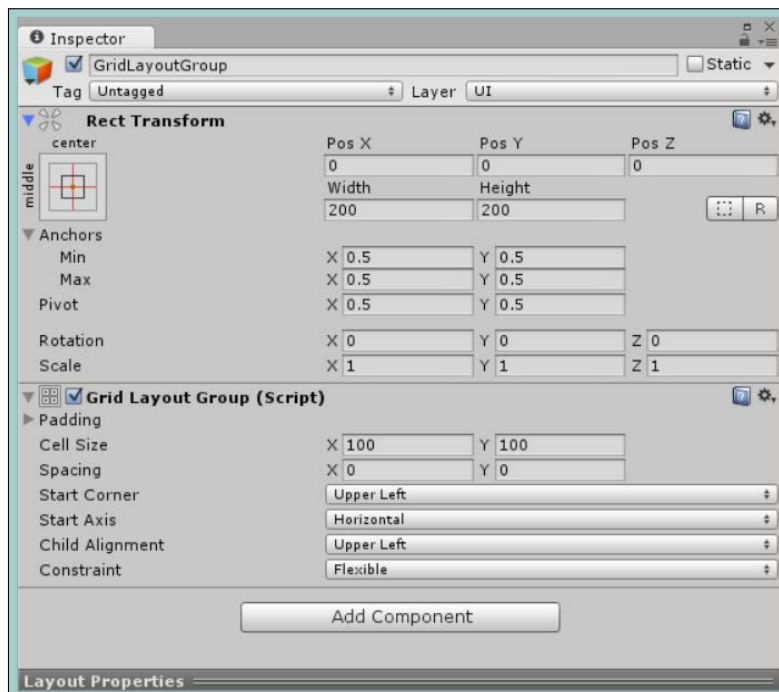 Inspector
GridLayoutGroup Static
Tag Untagged Layer UI
Rect Transform
center
middle
Pos X Pos Y Pos Z
0 0 0
Width Height
200 200
R
Anchors
Min X 0.5 Y 0.5
Max X 0.5 Y 0.5
Pivot X 0.5 Y 0.5
Rotation X 0 Y 0 Z 0
Scale X 1 Y 1 Z 1
Grid Layout Group (Script)
Padding
Cell Size X 100 Y 100
Spacing X 0 Y 0
Start Corner Upper Left
Start Axis Horizontal
Child Alignment Upper Left
Constraint Flexible
Add Component
Layout Properties